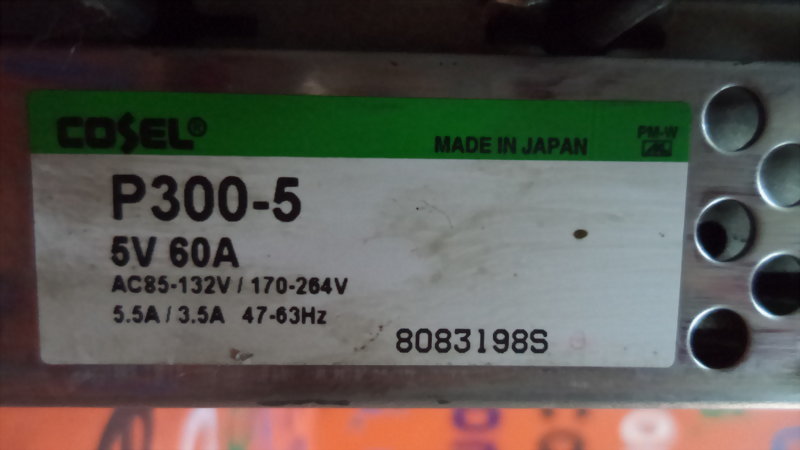 COSEL®
MADE IN JAPAN
PM-W
P300-5
5V 60A
AC85-132V / 170-264V
5.5A / 3.5A 47-63Hz
8083198S